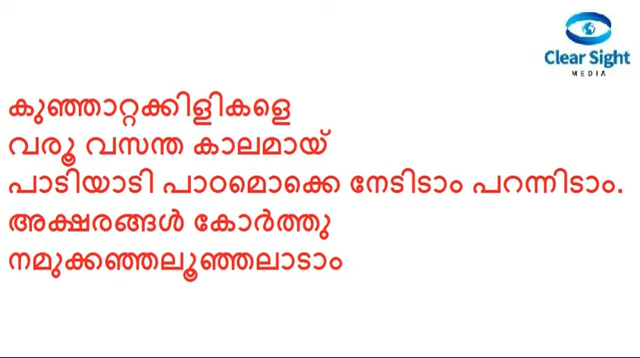 Clear Sight
MEDIA
കുഞ്ഞാറ്റക്കിളികളെ
വരൂ വസന്ത കാലമായ്
പാടിയാടി പാഠമൊക്കെ നേടിടാം പറന്നിടാം.
അക്ഷരങ്ങൾ കോർത്തു
നമുക്കഞ്ഞലൂഞ്ഞലാടാം